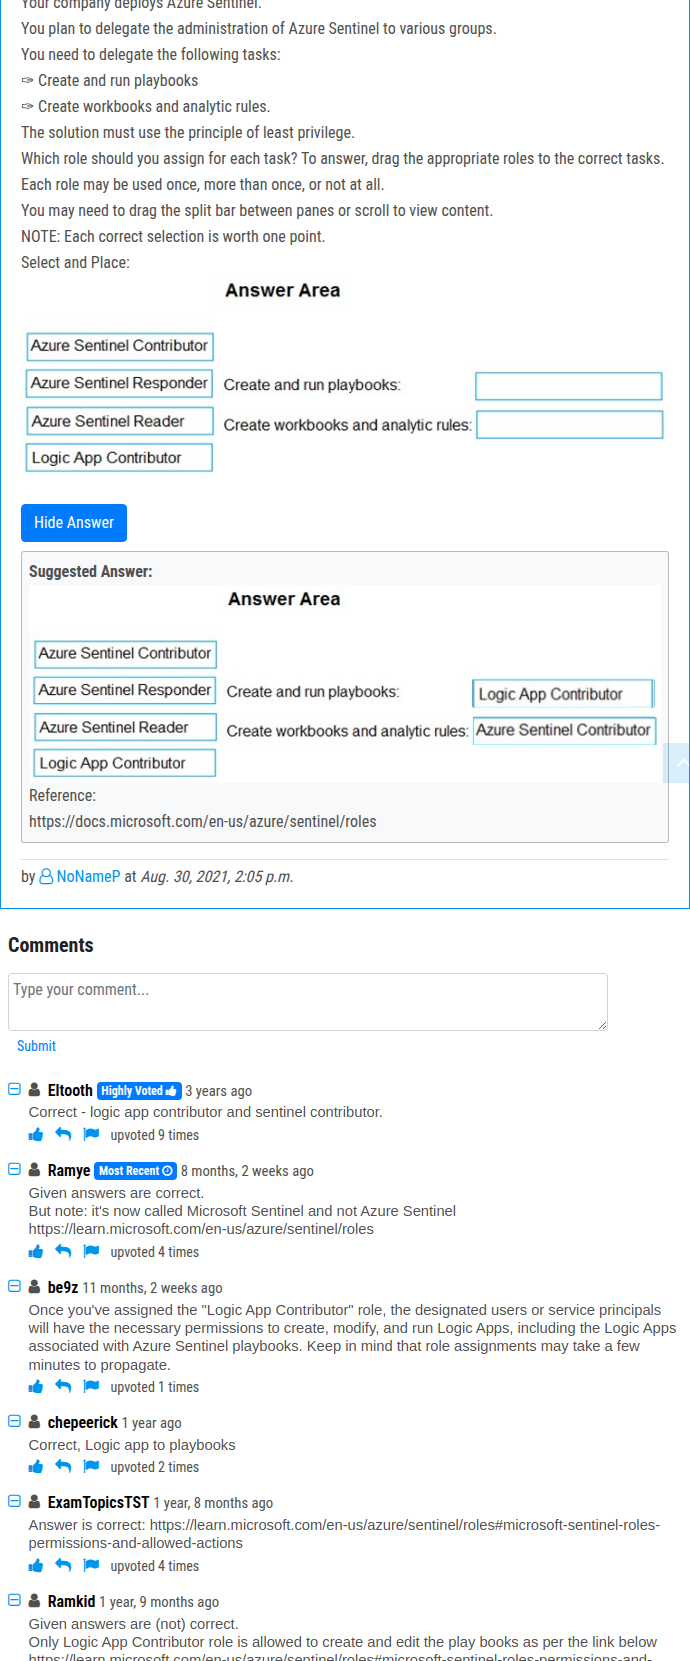 Your company deploys Azure Sentinel.
You plan to delegate the administration of Azure Sentinel to various groups.
You need to delegate the following tasks:
✑ Create and run playbooks
✑ Create workbooks and analytic rules.
The solution must use the principle of least privilege.
Which role should you assign for each task? To answer, drag the appropriate roles to the correct tasks.
Each role may be used once, more than once, or not at all.
You may need to drag the split bar between panes or scroll to view content.
NOTE: Each correct selection is worth one point.
Select and Place:
Answer Area
Azure Sentinel Contributor
Azure Sentinel Responder Create and run playbooks:
Azure Sentinel Reader Create workbooks and analytic rules:
Logic App Contributor
Hide Answer
Suggested Answer:
Answer Area
Azure Sentinel Contributor
Azure Sentinel Responder Create and run playbooks: Logic App Contributor
Azure Sentinel Reader Create workbooks and analytic rules: Azure Sentinel Contributor
Logic App Contributor
Reference:
https://docs.microsoft.com/en-us/azure/sentinel/roles
by NoNameP at Aug. 30, 2021, 2:05 p.m.
Comments
Type your comment...
Submit
Eltooth Highly Voted 3 years ago
Correct - logic app contributor and sentinel contributor.
upvoted 9 times
Ramye Most Recent 8 months, 2 weeks ago
Given answers are correct.
But note: it's now called Microsoft Sentinel and not Azure Sentinel
https://learn.microsoft.com/en-us/azure/sentinel/roles
upvoted 4 times
be9z 11 months, 2 weeks ago
Once you've assigned the "Logic App Contributor" role, the designated users or service principals
will have the necessary permissions to create, modify, and run Logic Apps, including the Logic Apps
associated with Azure Sentinel playbooks. Keep in mind that role assignments may take a few
minutes to propagate.
upvoted 1 times
chepeerick 1 year ago
Correct, Logic app to playbooks
upvoted 2 times
ExamTopicsTST 1 year, 8 months ago
Answer is correct: https://learn.microsoft.com/en-us/azure/sentinel/roles#microsoft-sentinel-roles-
permissions-and-allowed-actions
upvoted 4 times
Ramkid 1 year, 9 months ago
Given answers are (not) correct.
Only Logic App Contributor role is allowed to create and edit the play books as per the link below
https://learn.microsoft.com/en-us/azure/sentinel/roles#microsoft-sentinel-roles-permissions-and-